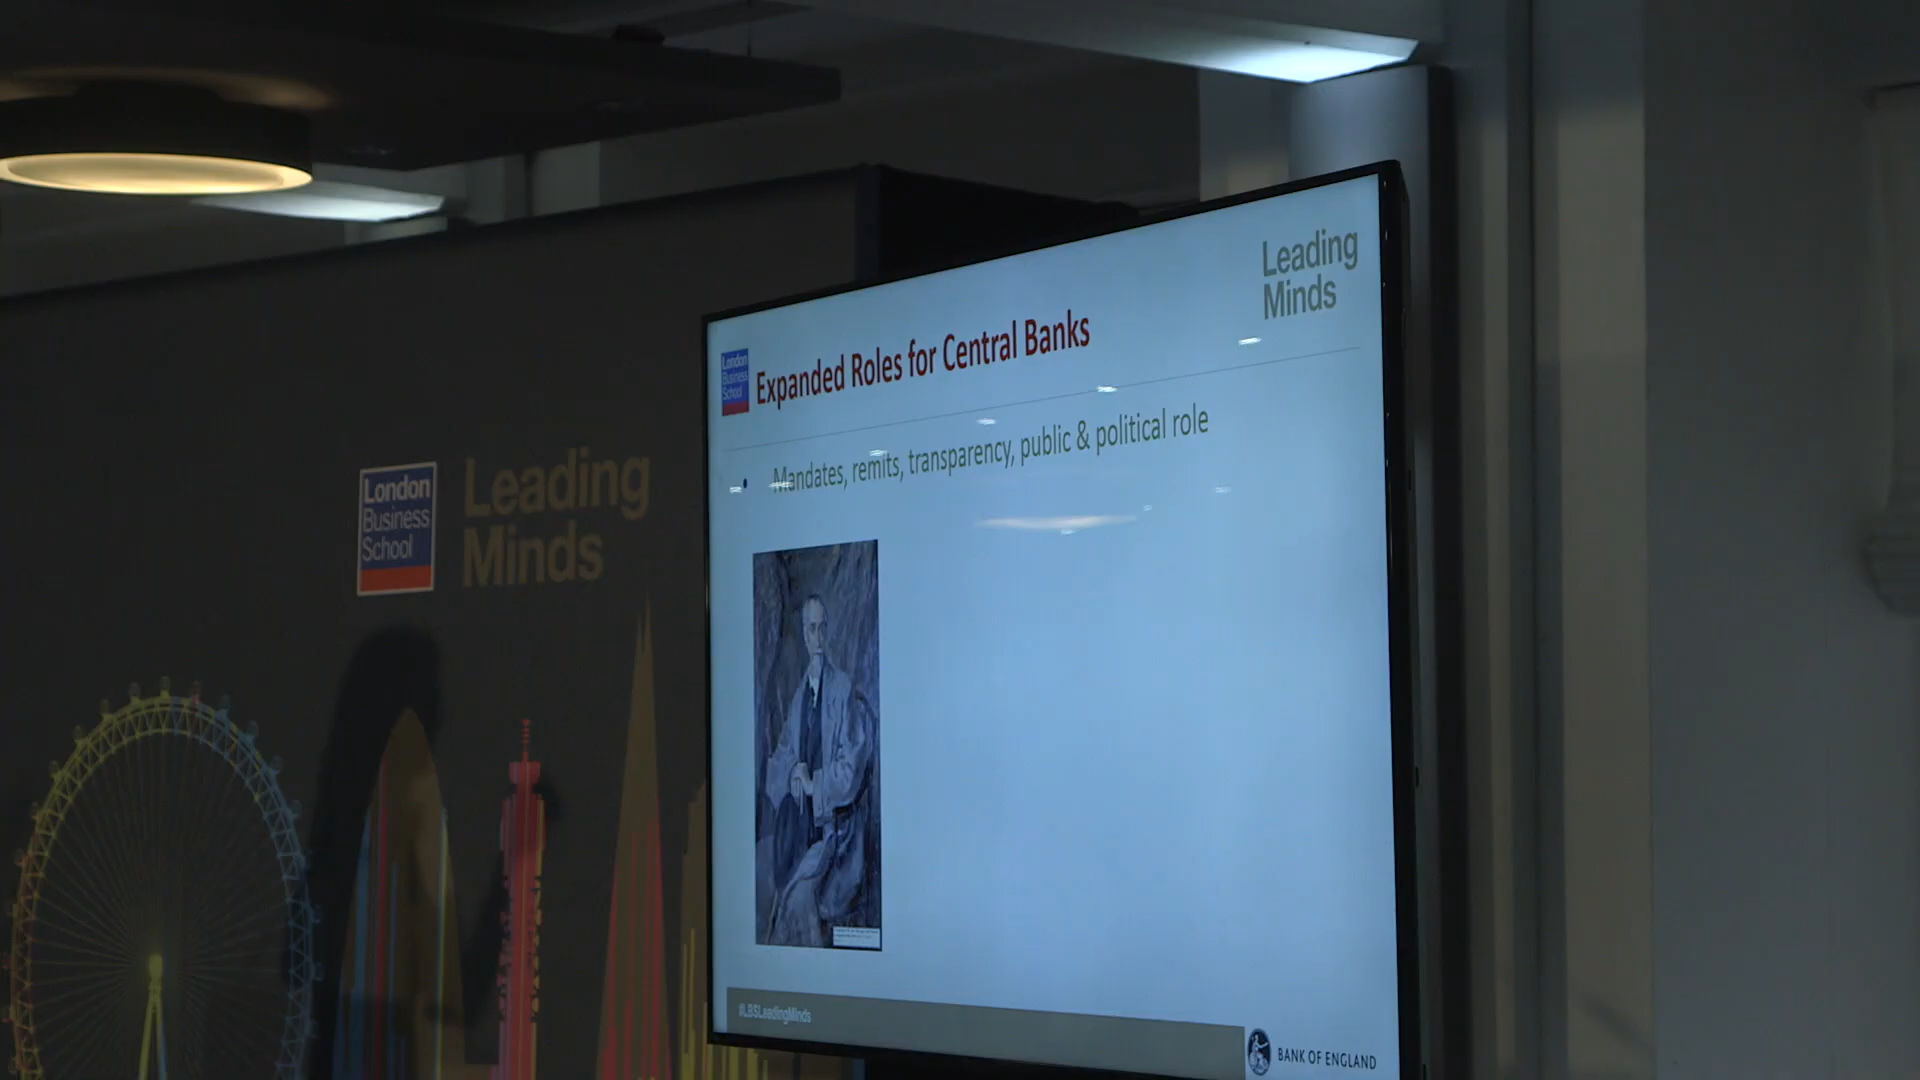 London
Business
School
Leading
Minds
London
Business
School
Expanded Roles for Central Banks
Leading
Minds
• Mandates, remits, transparency, public & political role
#LBSLeadingMinds
BANK OF ENGLAND